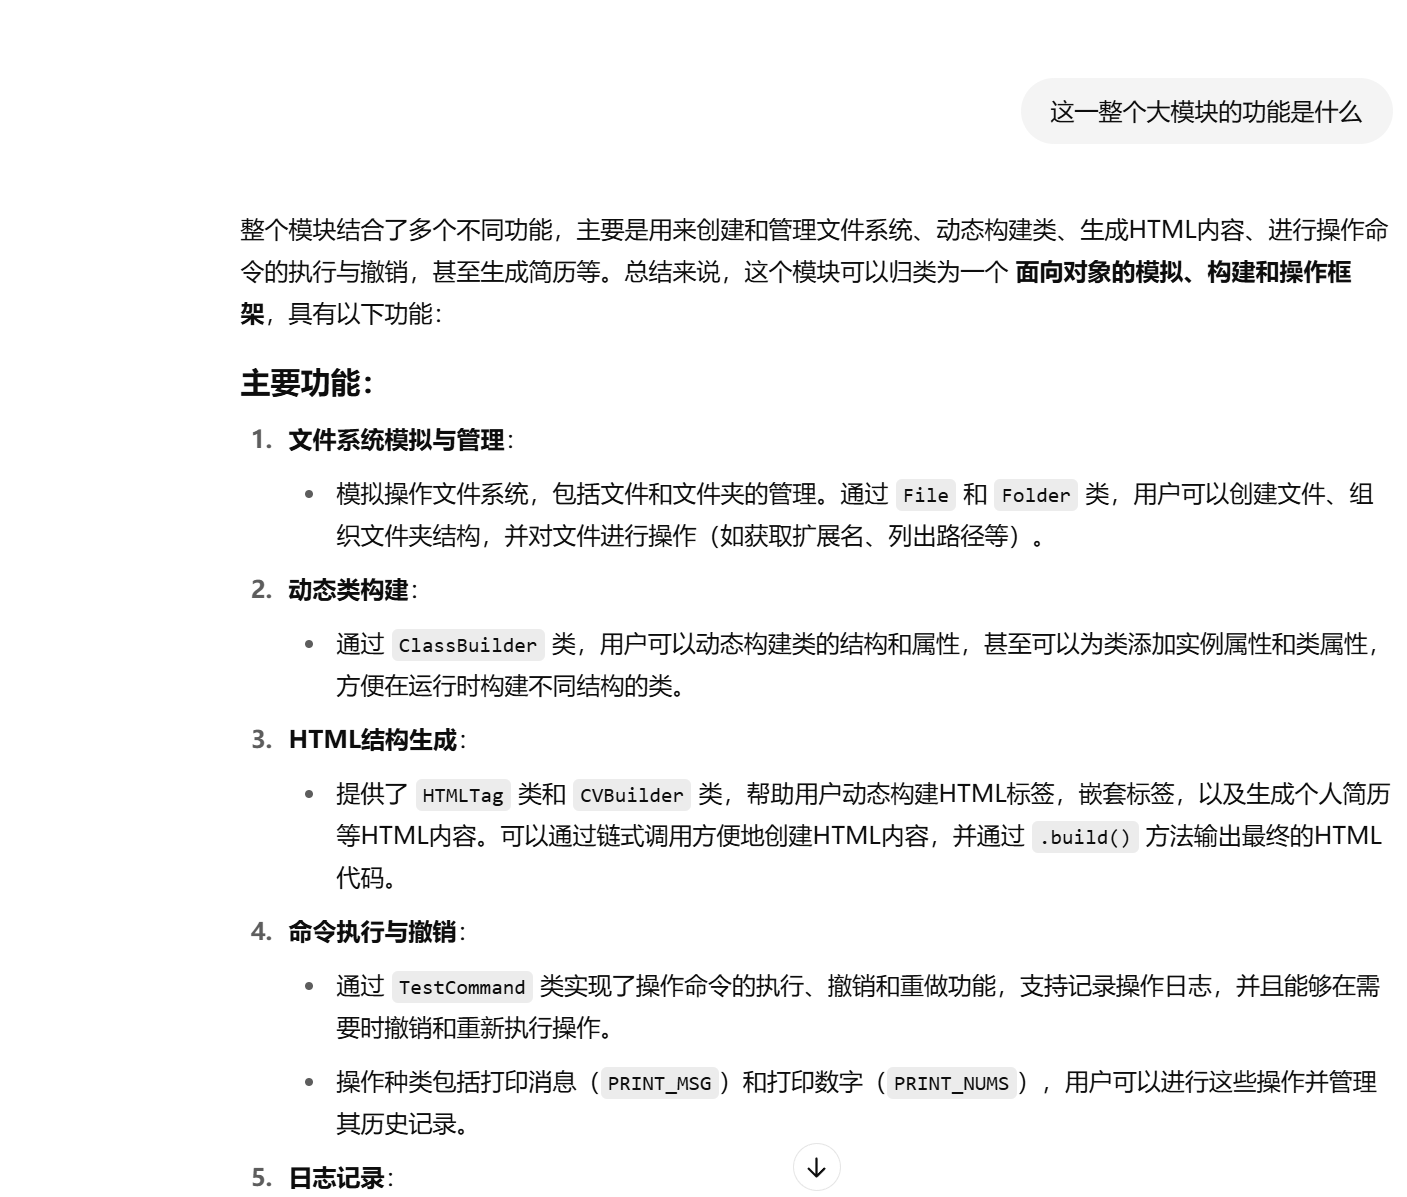 这一整个大模块的功能是什么
整个模块结合了多个不同功能，主要是用来创建和管理文件系统、动态构建类、生成HTML内容、进行操作命
令的执行与撤销，甚至生成简历等。总结来说，这个模块可以归类为一个 面向对象的模拟、构建和操作框
架，具有以下功能：
主要功能：
1. 文件系统模拟与管理：
• 模拟操作文件系统，包括文件和文件夹的管理。通过 File 和 Folder 类，用户可以创建文件、组
织文件夹结构，并对文件进行操作（如获取扩展名、列出路径等）。
2. 动态类构建：
• 通过 ClassBuilder 类，用户可以动态构建类的结构和属性，甚至可以为类添加实例属性和类属性，
方便在运行时构建不同结构的类。
3. HTML结构生成：
• 提供了 HTMLTag 类和 CVBuilder 类，帮助用户动态构建HTML标签，嵌套标签，以及生成个人简历
等HTML内容。可以通过链式调用方便地创建HTML内容，并通过 .build() 方法输出最终的HTML
代码。
4. 命令执行与撤销：
• 通过 TestCommand 类实现了操作命令的执行、撤销和重做功能，支持记录操作日志，并且能够在需
要时撤销和重新执行操作。
• 操作种类包括打印消息（PRINT_MSG）和打印数字（PRINT_NUMS），用户可以进行这些操作并管理
其历史记录。
5. 日志记录：